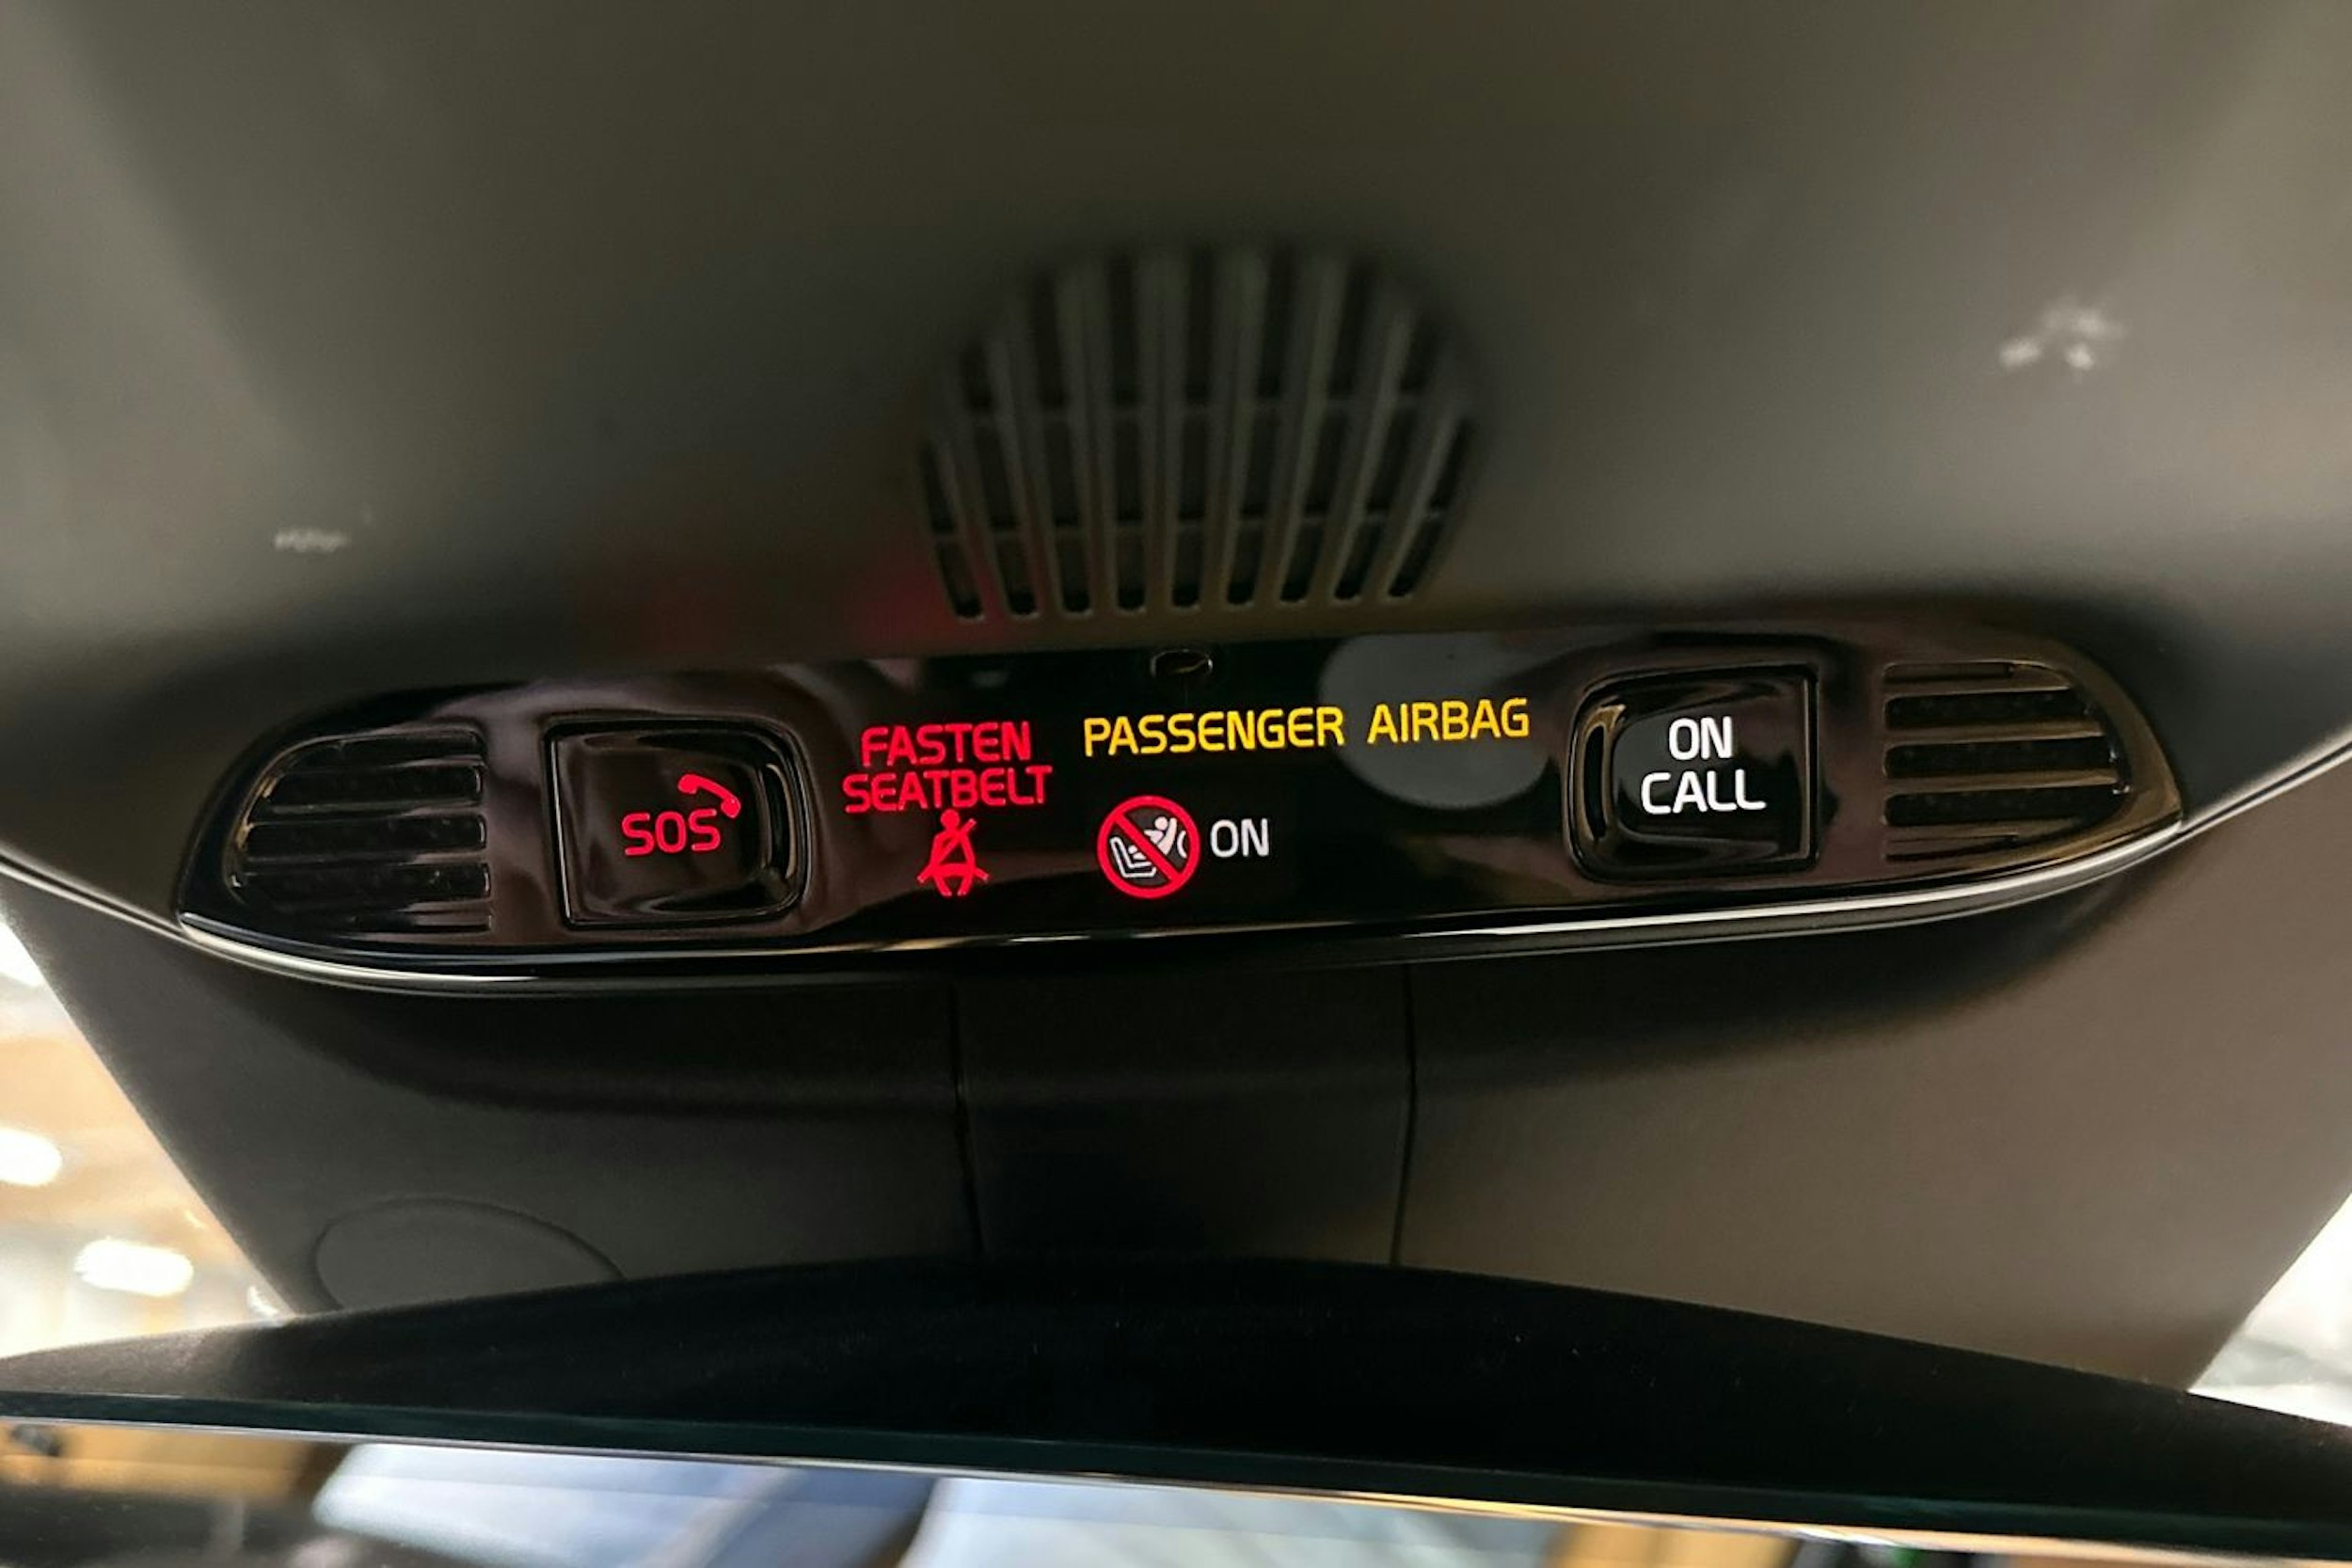 SOS
FASTEN
SEATBELT
PASSENGER AIRBAG
ON
ON
CALL